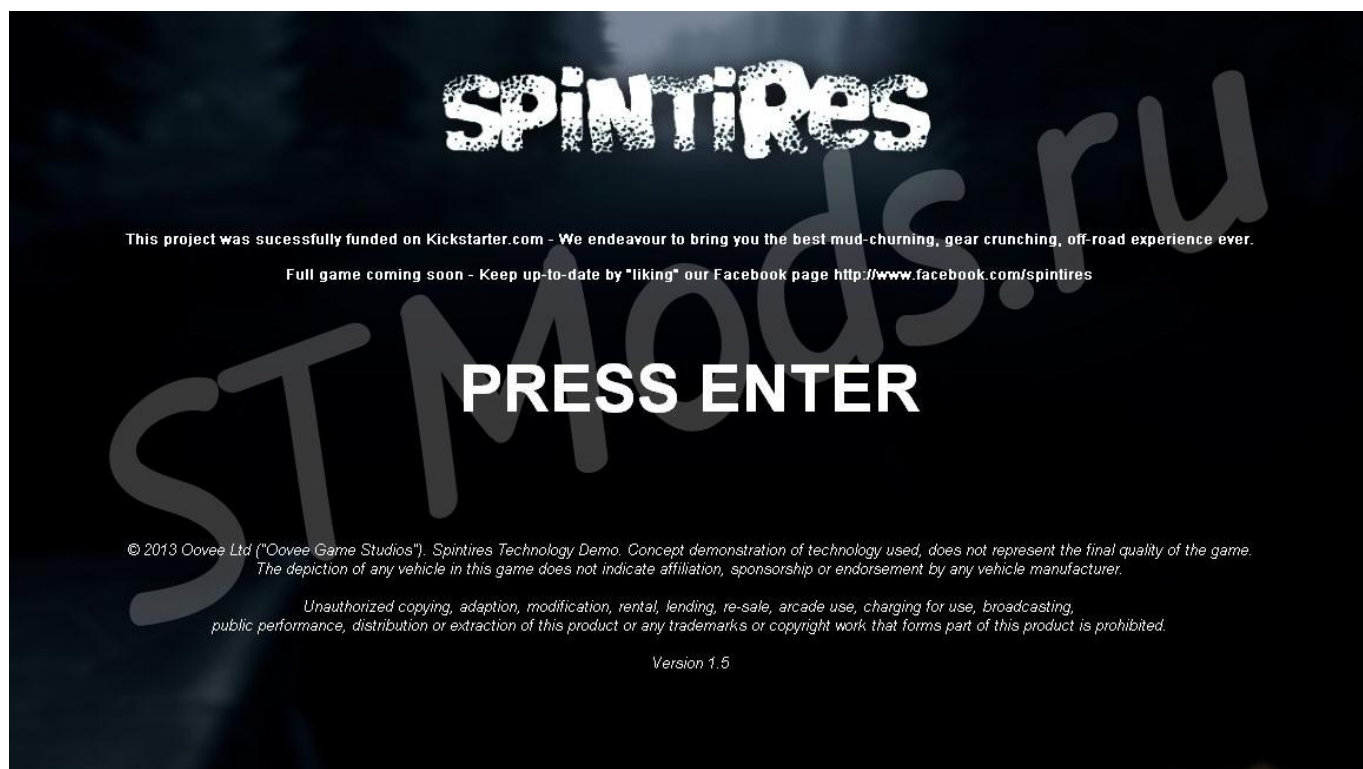 SPiNTiRes
This project was sucessfully funded on Kickstarter.com - We endeavour to bring you the best mud-churning, gear crunching, off-road experience ever.
Full game coming soon - Keep up-to-date by "liking" our Facebook page http://www.facebook.com/spintires
STMods.ru
PRESS ENTER
© 2013 Oovee Ltd ("Oovee Game Studios"). Spintires Technology Demo. Concept demonstration of technology used, does not represent the final quality of the game.
The depiction of any vehicle in this game does not indicate affiliation, sponsorship or endorsement by any vehicle manufacturer.
Unauthorized copying, adaption, modification, rental, lending, re-sale, arcade use, charging for use, broadcasting,
public performance, distribution or extraction of this product or any trademarks or copyright work that forms part of this product is prohibited.
Version 1.5